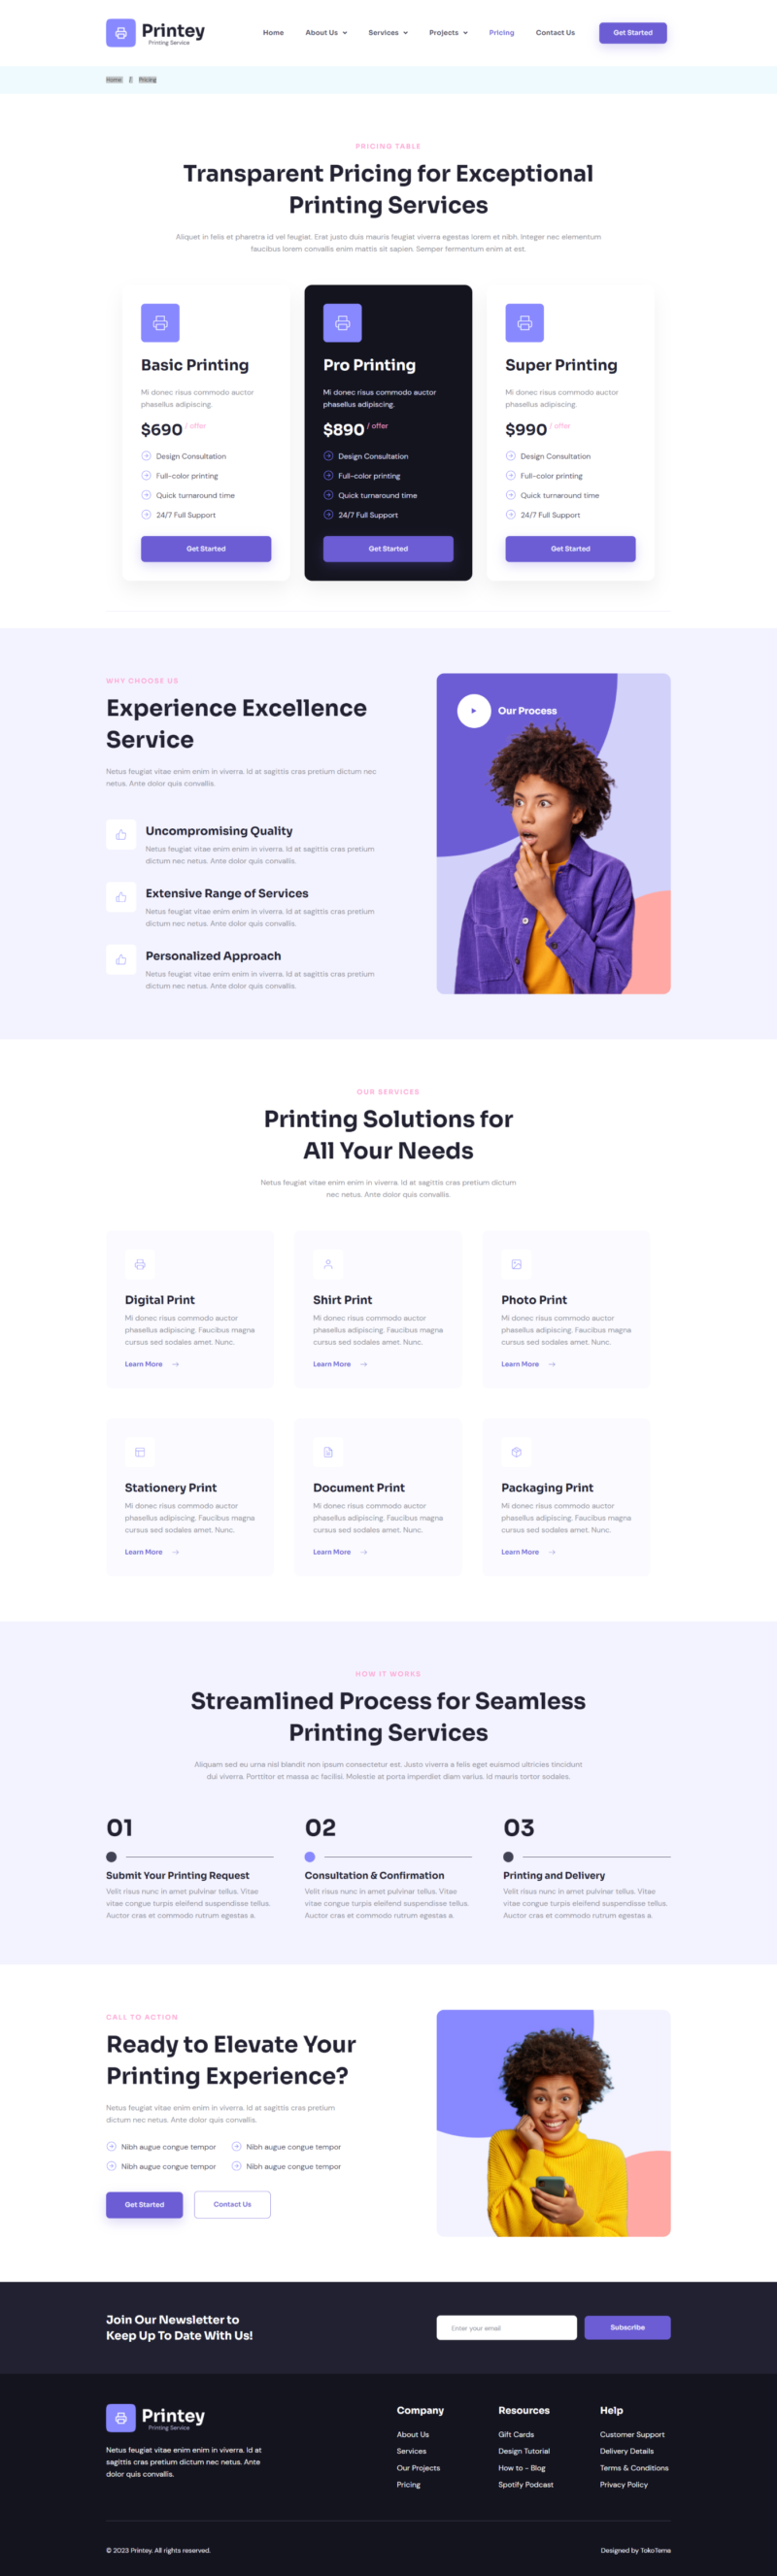 Printey
Printing Service
Home About Us Services Projects Pricing Contact Us Get Started
Home // Pricing
PRICING TABLE
Transparent Pricing for Exceptional
Printing Services
Aliquet in felis et pharetra id vel feugiat. Erat justo duis mauris feugiat viverra egestas lorem et nibh. Integer nec elementum
faucibus lorem convallis enim mattis sit sapien. Semper fermentum enim at est.
Basic Printing
Mi donec risus commodo auctor
phasellus adipiscing.
$690 / offer
Design Consultation
Full-color printing
Quick turnaround time
24/7 Full Support
Get Started
Pro Printing
Mi donec risus commodo auctor
phasellus adipiscing.
$890 / offer
Design Consultation
Full-color printing
Quick turnaround time
24/7 Full Support
Get Started
Super Printing
Mi donec risus commodo auctor
phasellus adipiscing.
$990 / offer
Design Consultation
Full-color printing
Quick turnaround time
24/7 Full Support
Get Started
WHY CHOOSE US
Experience Excellence
Service
Netus feugiat vitae enim enim in viverra. Id at sagittis cras pretium dictum nec
netus. Ante dolor quis convallis.
Uncompromising Quality
Netus feugiat vitae enim enim in viverra. Id at sagittis cras pretium
dictum nec netus. Ante dolor quis convallis.
Extensive Range of Services
Netus feugiat vitae enim enim in viverra. Id at sagittis cras pretium
dictum nec netus. Ante dolor quis convallis.
Personalized Approach
Netus feugiat vitae enim enim in viverra. Id at sagittis cras pretium
dictum nec netus. Ante dolor quis convallis.
Our Process
OUR SERVICES
Printing Solutions for
All Your Needs
Netus feugiat vitae enim enim in viverra. Id at sagittis cras pretium dictum
nec netus. Ante dolor quis convallis.
Digital Print
Mi donec risus commodo auctor
phasellus adipiscing. Faucibus magna
cursus sed sodales amet. Nunc.
Learn More
Shirt Print
Mi donec risus commodo auctor
phasellus adipiscing. Faucibus magna
cursus sed sodales amet. Nunc.
Learn More
Photo Print
Mi donec risus commodo auctor
phasellus adipiscing. Faucibus magna
cursus sed sodales amet. Nunc.
Learn More
Stationery Print
Mi donec risus commodo auctor
phasellus adipiscing. Faucibus magna
cursus sed sodales amet. Nunc.
Learn More
Document Print
Mi donec risus commodo auctor
phasellus adipiscing. Faucibus magna
cursus sed sodales amet. Nunc.
Learn More
Packaging Print
Mi donec risus commodo auctor
phasellus adipiscing. Faucibus magna
cursus sed sodales amet. Nunc.
Learn More
HOW IT WORKS
Streamlined Process for Seamless
Printing Services
Aliquam sed eu urna nisl blandit non ipsum consectetur est. Justo viverra a felis eget euismod ultricies tincidunt
dui viverra. Porttitor et massa ac facilisi. Molestie at porta imperdiet diam varius. Id mauris tortor sodales.
01
Submit Your Printing Request
Velit risus nunc in amet pulvinar tellus. Vitae
vitae congue turpis eleifend suspendisse tellus.
Auctor cras et commodo rutrum egestas a.
02
Consultation & Confirmation
Velit risus nunc in amet pulvinar tellus. Vitae
vitae congue turpis eleifend suspendisse tellus.
Auctor cras et commodo rutrum egestas a.
03
Printing and Delivery
Velit risus nunc in amet pulvinar tellus. Vitae
vitae congue turpis eleifend suspendisse tellus.
Auctor cras et commodo rutrum egestas a.
CALL TO ACTION
Ready to Elevate Your
Printing Experience?
Netus feugiat vitae enim enim in viverra. Id at sagittis cras pretium
dictum nec netus. Ante dolor quis convallis.
Nibh augue congue tempor Nibh augue congue tempor
Nibh augue congue tempor Nibh augue congue tempor
Get Started Contact Us
Join Our Newsletter to
Keep Up To Date With Us!
Enter your email Subscribe
Printey
Printing Service
Netus feugiat vitae enim enim in viverra. Id at
sagittis cras pretium dictum nec netus. Ante
dolor quis convallis.
Company
About Us
Services
Our Projects
Pricing
Resources
Gift Cards
Design Tutorial
How to - Blog
Spotify Podcast
Help
Customer Support
Delivery Details
Terms & Conditions
Privacy Policy
© 2023 Printey. All rights reserved.
Designed by TokoTema